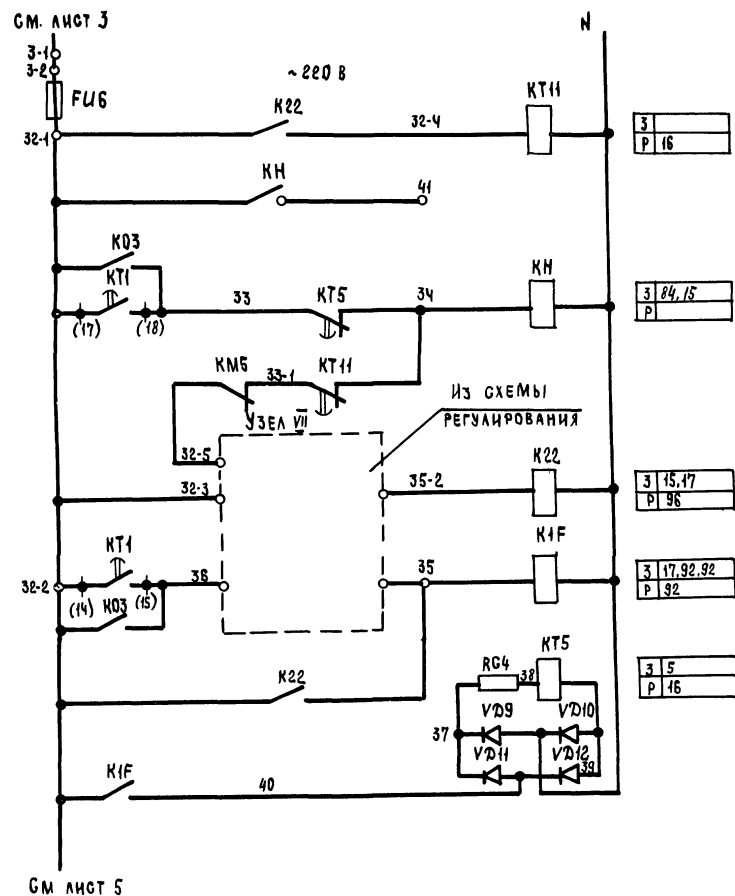 См. лист 3
N
3-1
3-2
~220 В
FU6
К22
КТ11
32-1
32-4
3
Р 16
КН
41
К03
КТ1
КН
33
КТ5
34
3 84,15
Р
(17)
(18)
КМ6
33-1
КТ11
Узел VII
Из схемы
регулирования
32-5
К22
32-3
35-2
3 15,17
Р 96
КТ1
К1F
32-2
36
35
3 17,92,92
Р 92
(14)
(15)
К03
КТ5
К22
RG4
38
3 5
Р 16
VD9
VD10
37
VD11
VD12
39
К1F
40
См лист 5